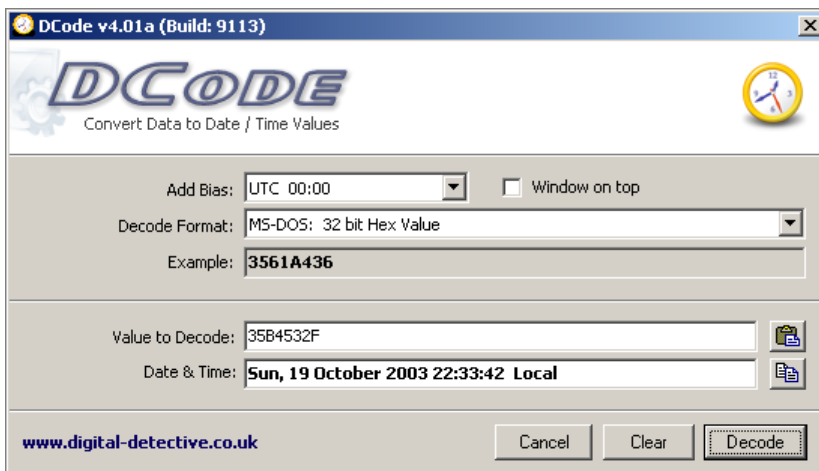 DCode v4.01a (Build: 9113)
DCODE
Convert Data to Date / Time Values
Add Bias: UTC 00:00 Window on top
Decode Format: MS-DOS: 32 bit Hex Value
Example: 3561A436
Value to Decode: 35B4532F
Date & Time: Sun, 19 October 2003 22:33:42 Local
www.digital-detective.co.uk Cancel Clear Decode